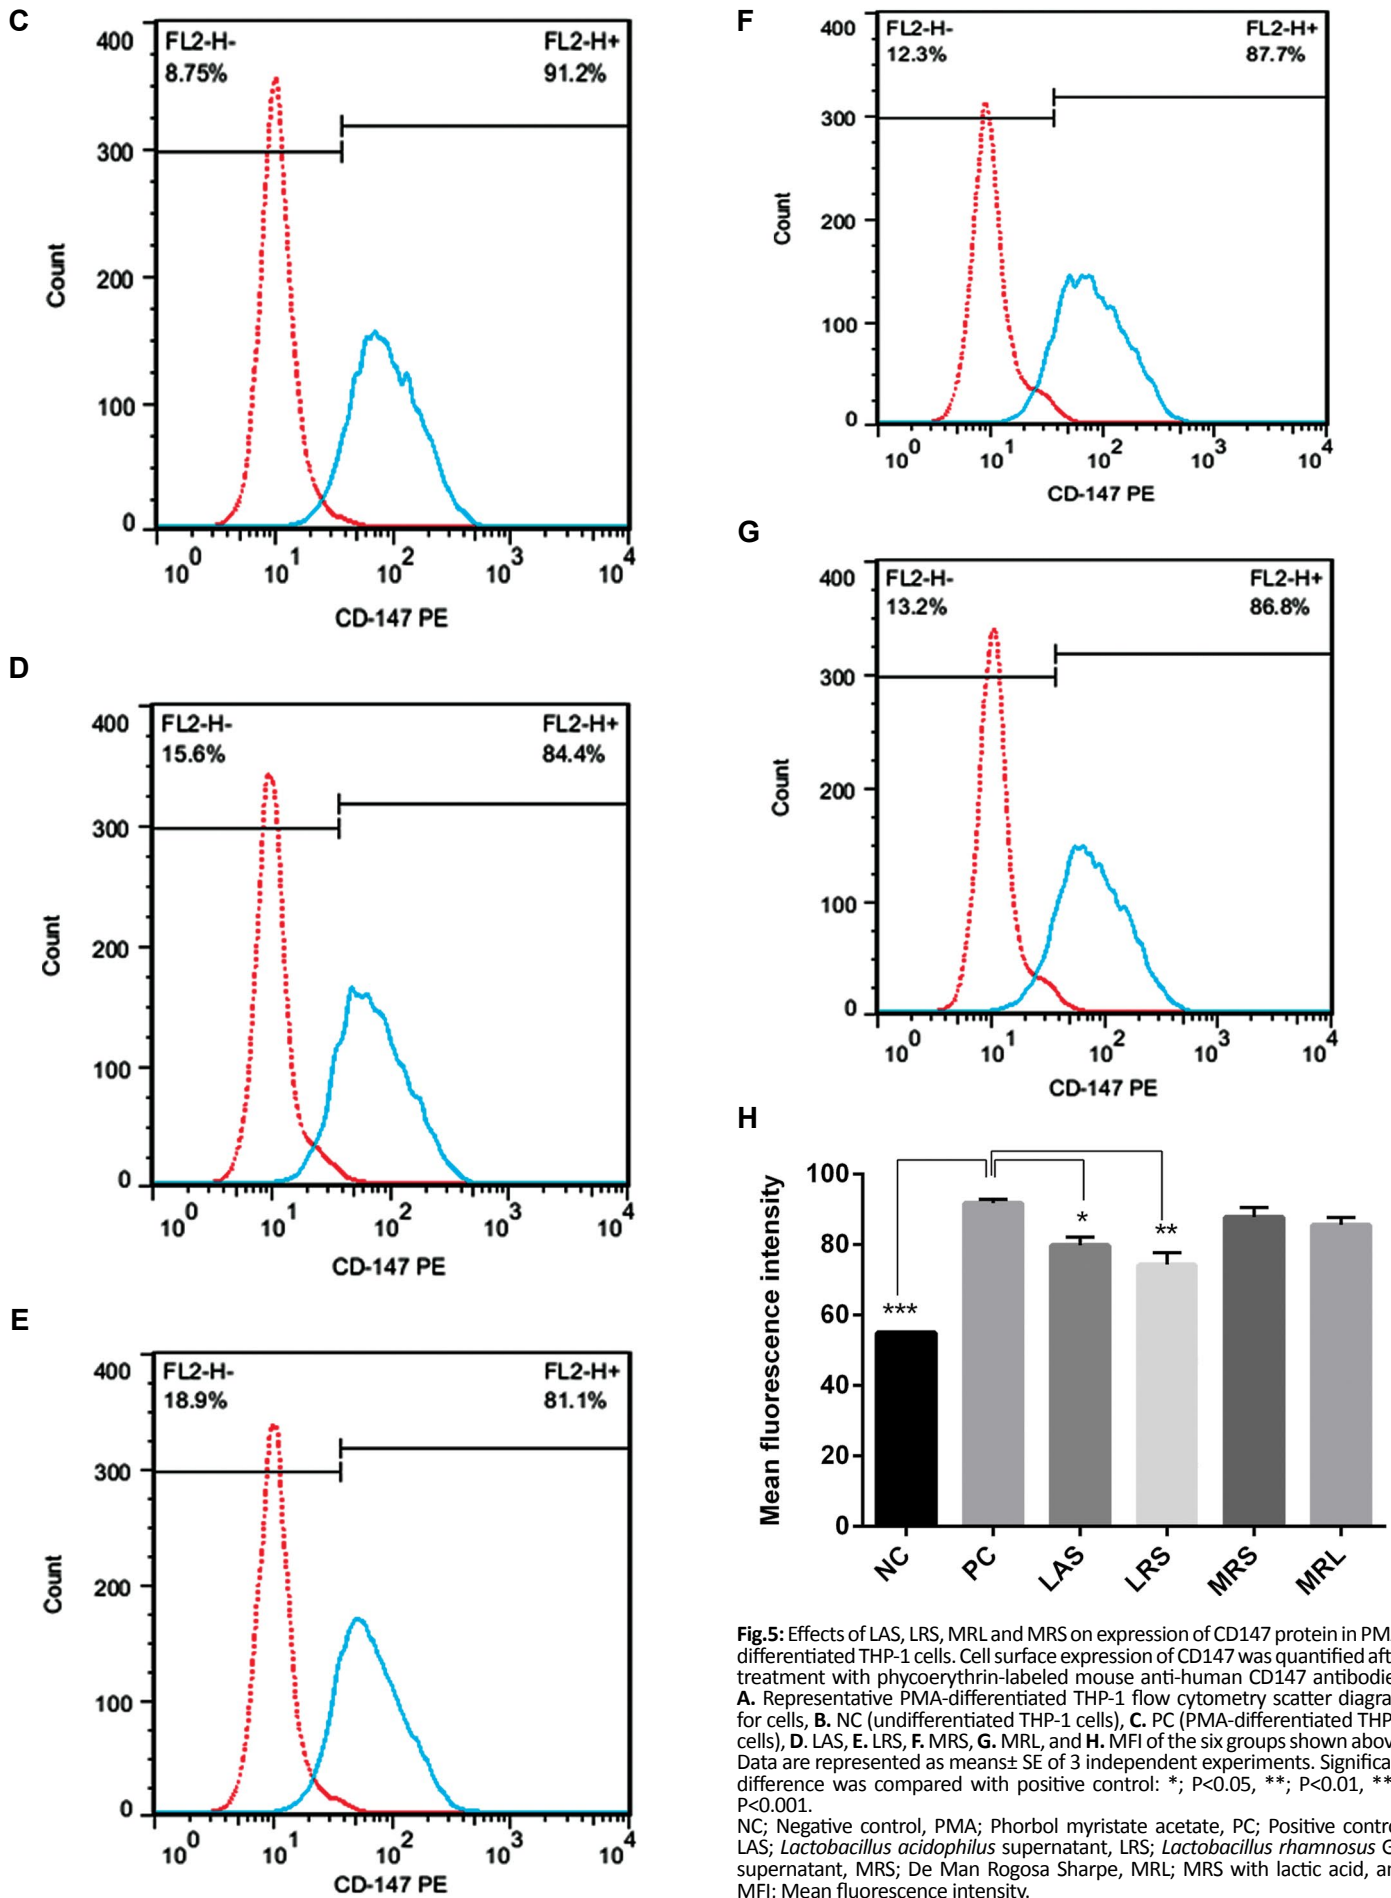 C
FL2-H-
8.75%
FL2-H+
91.2%
400
300
200
100
0
Count
10^0 10^1 10^2 10^3 10^4
CD-147 PE
D
FL2-H-
15.6%
FL2-H+
84.4%
400
300
200
100
0
Count
10^0 10^1 10^2 10^3 10^4
CD-147 PE
E
FL2-H-
18.9%
FL2-H+
81.1%
400
300
200
100
0
Count
10^0 10^1 10^2 10^3 10^4
CD-147 PE
F
FL2-H-
12.3%
FL2-H+
87.7%
400
300
200
100
0
Count
10^0 10^1 10^2 10^3 10^4
CD-147 PE
G
FL2-H-
13.2%
FL2-H+
86.8%
400
300
200
100
0
Count
10^0 10^1 10^2 10^3 10^4
CD-147 PE
H
Mean fluorescence intensity
100
80
60
40
20
0
***
*
**
NC PC LAS LRS MRS MRL
Fig.5: Effects of LAS, LRS, MRL and MRS on expression of CD147 protein in
differentiated THP-1 cells. Cell surface expression of CD147 was quantified
treatment with phycoerythrin-labeled mouse anti-human CD147
A. Representative PMA-differentiated THP-1 flow cytometry scatter
for cells, B. NC (undifferentiated THP-1 cells), C. PC (PMA-differentiated
cells), D. LAS, E. LRS, F. MRS, G. MRL, and H. MFI of the six groups shown
Data are represented as means± SE of 3 independent experiments.
difference was compared with positive control: *; P<0.05, **; P<0.01,
P<0.001.
NC; Negative control, PMA; Phorbol myristate acetate, PC; Positive
LAS; Lactobacillus acidophilus supernatant, LRS; Lactobacillus rhamnosus
supernatant, MRS; De Man Rogosa Sharpe, MRL; MRS with lactic acid,
MFI; Mean fluorescence intensity.